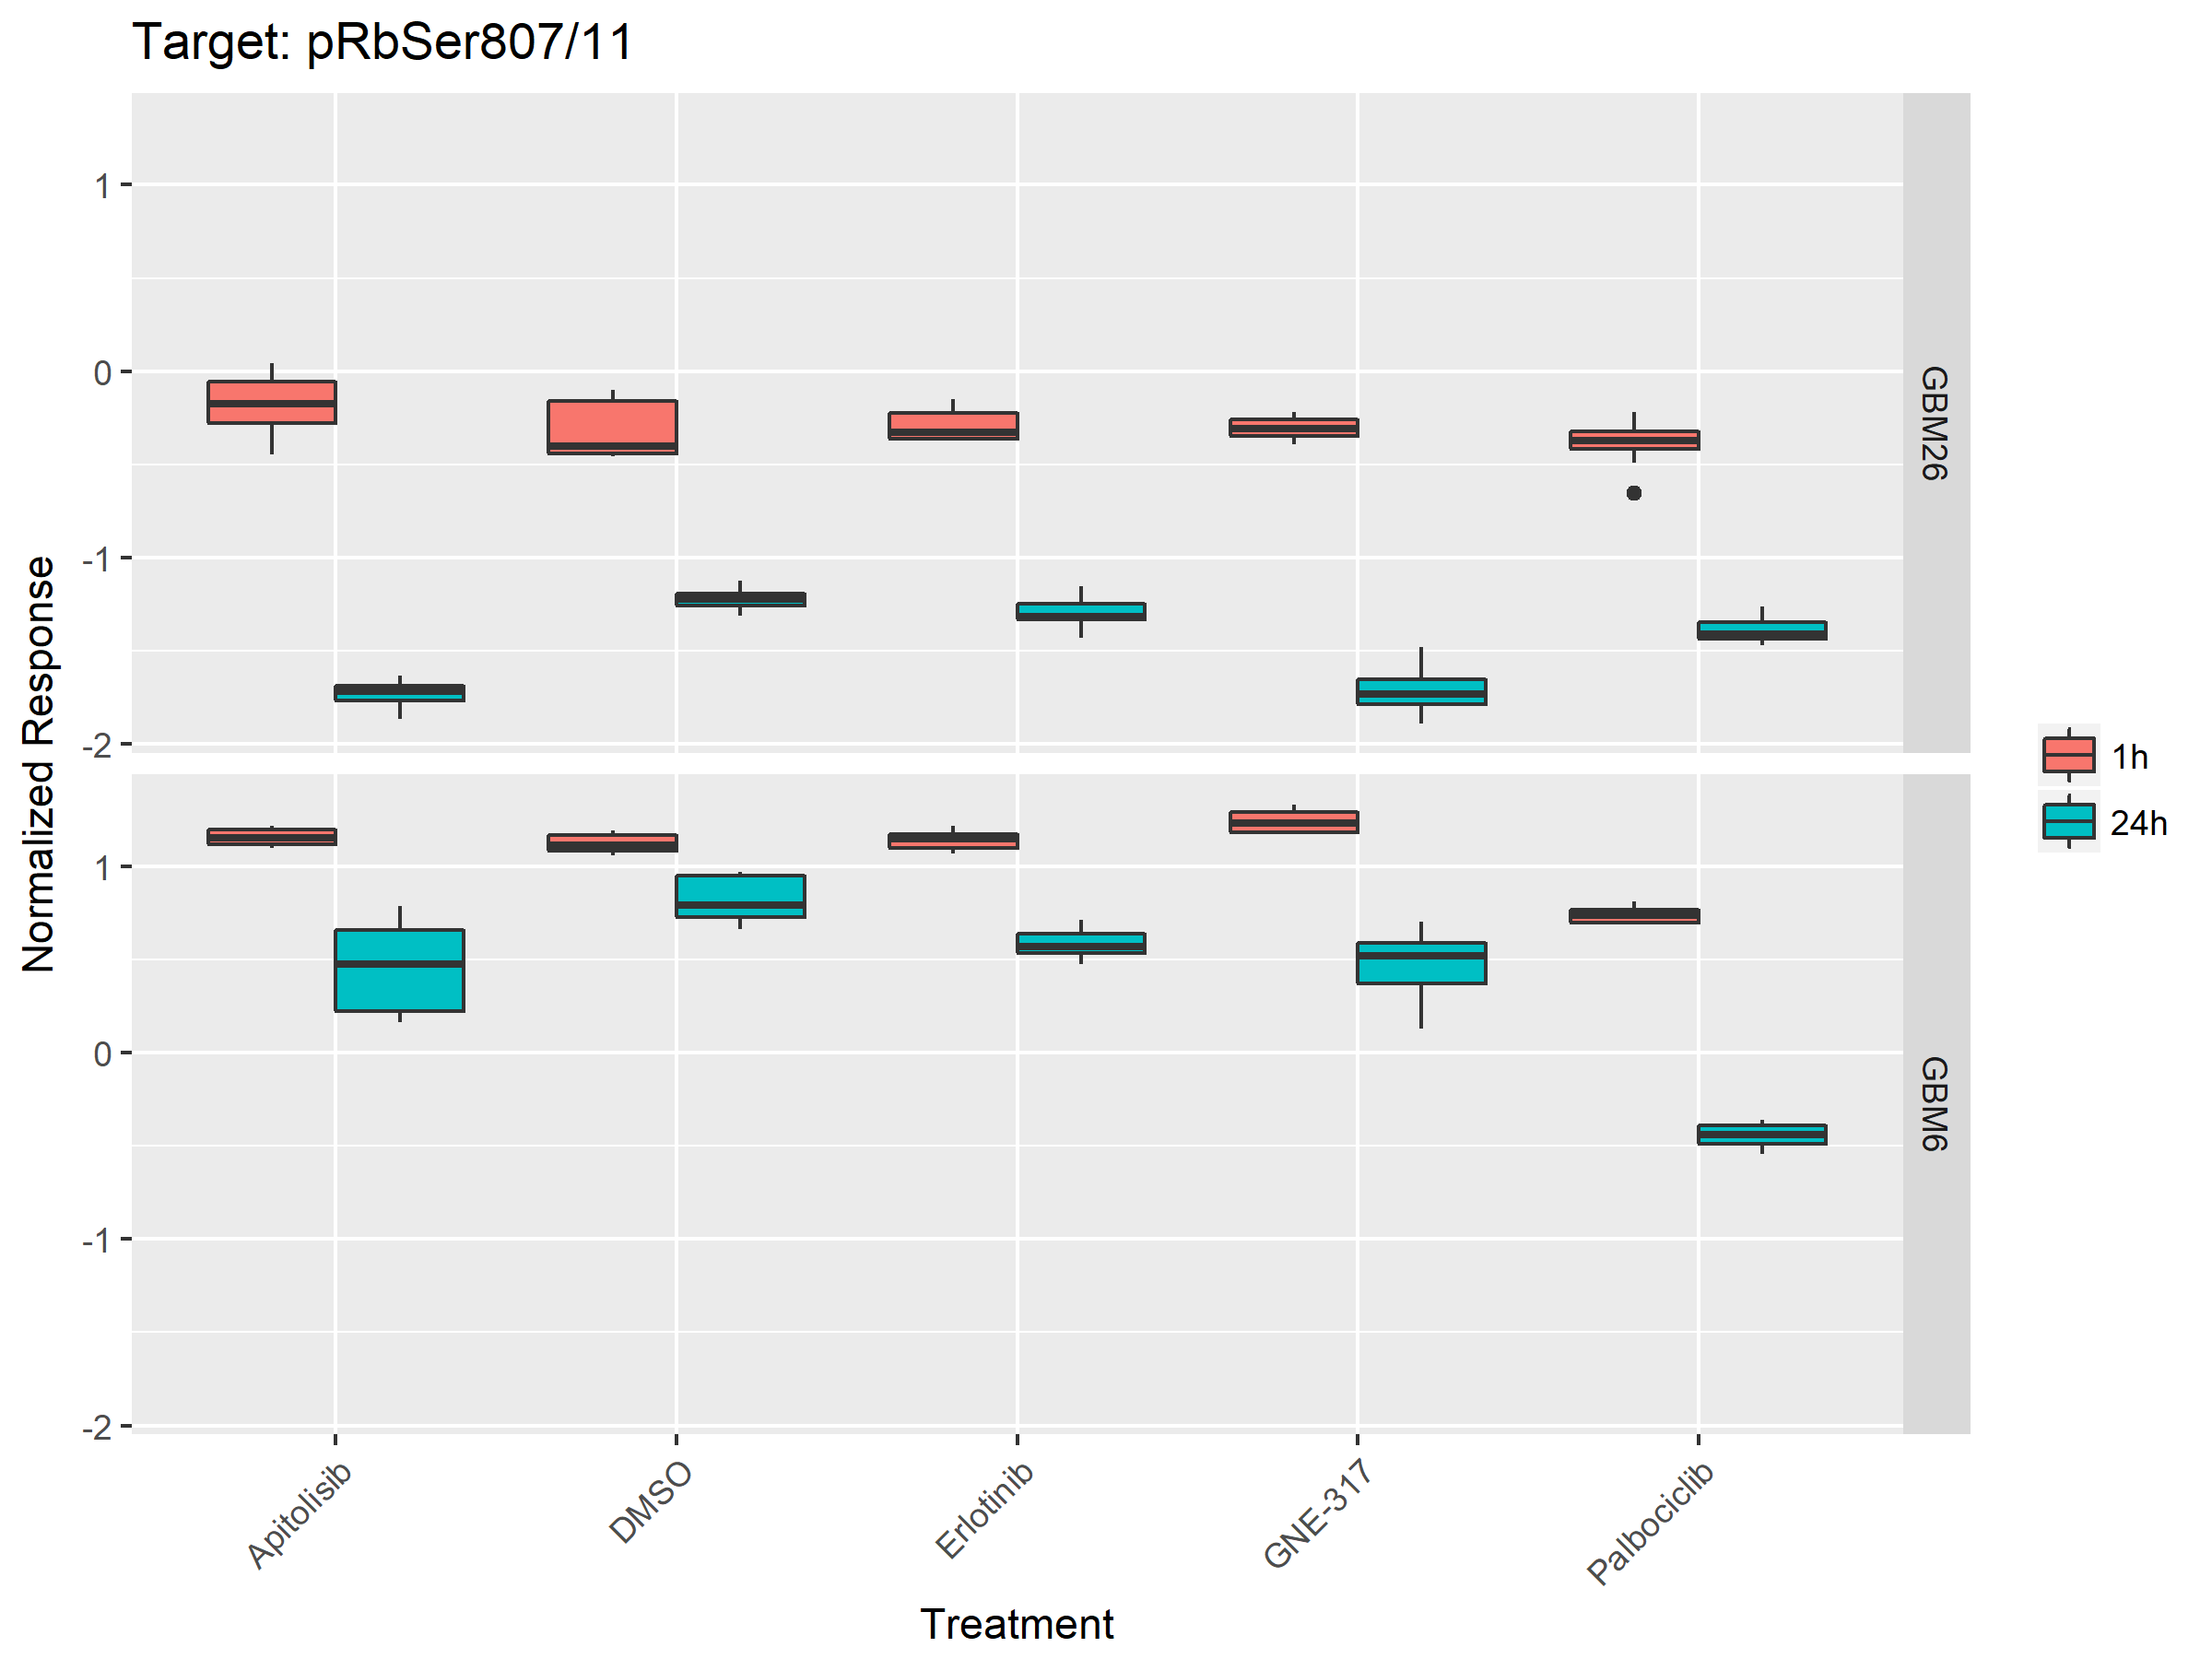 Target: pRbSer807/11
Normalized Response
1
0
-1
-2
GBM26
1
0
-1
-2
GBM6
1h
24h
Apitolisib
DMSO
Erlotinib
GNE-317
Palbociclib
Treatment